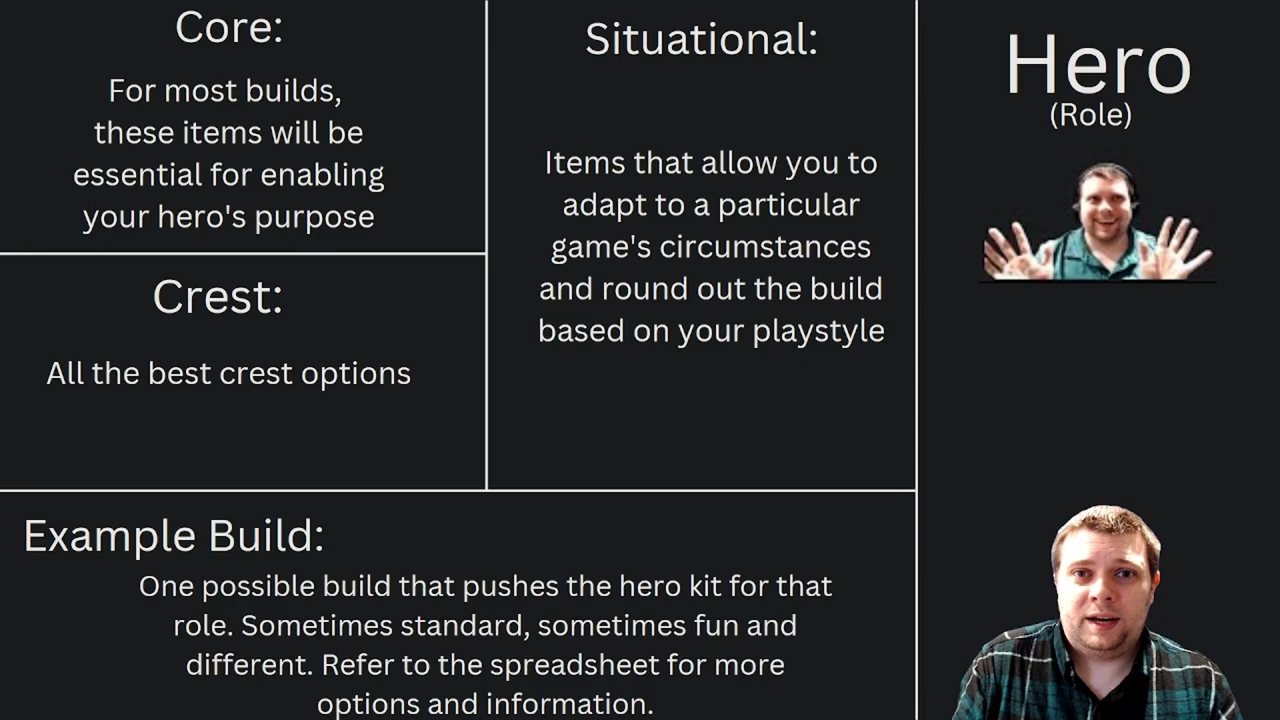 Core:
For most builds,
these items will be
essential for enabling
your hero's purpose
Crest:
All the best crest options
Situational:
Items that allow you to
adapt to a particular
game's circumstances
and round out the build
based on your playstyle
Hero
(Role)
Example Build:
One possible build that pushes the hero kit for that
role. Sometimes standard, sometimes fun and
different. Refer to the spreadsheet for more
options and information.